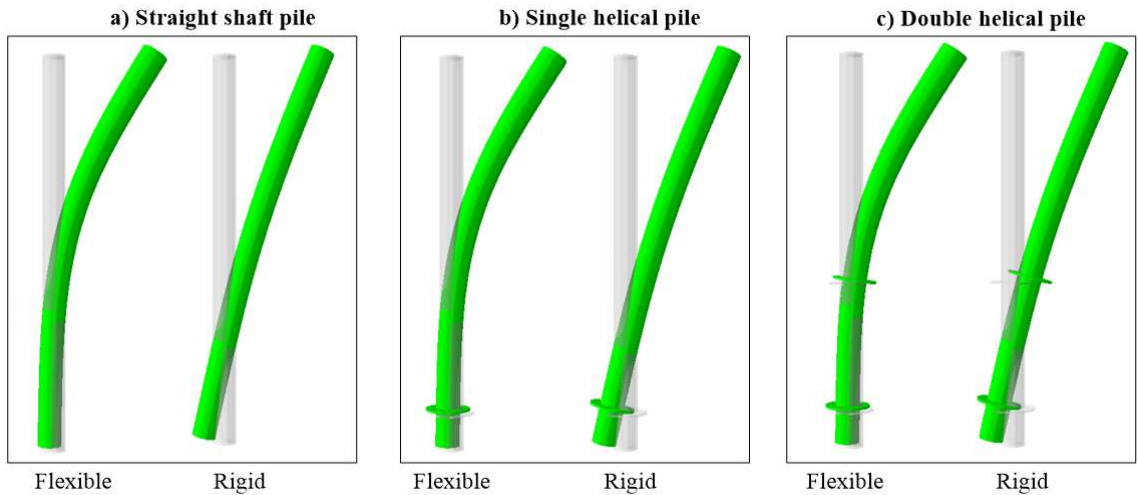 a) Straight shaft pile
b) Single helical pile
c) Double helical pile
Flexible
Rigid
Flexible
Rigid
Flexible
Rigid